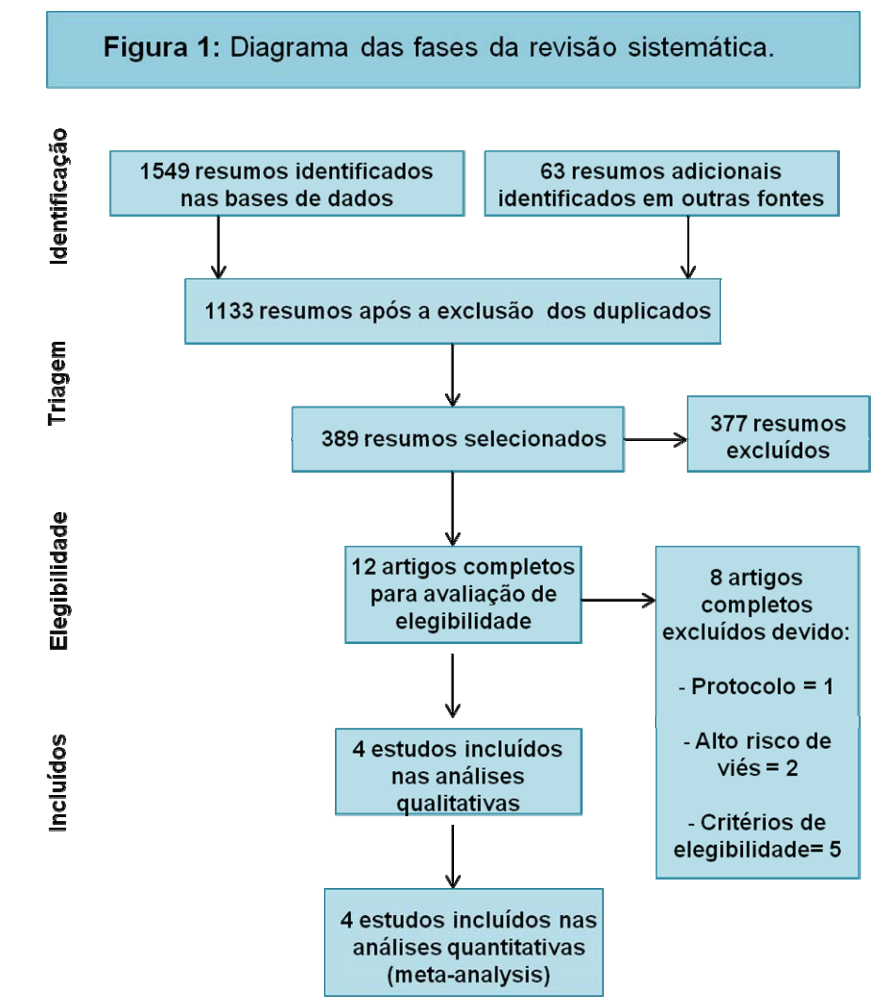 Figura 1: Diagrama das fases da revisão sistemática.
Identificação
1549 resumos identificados
nas bases de dados
63 resumos adicionais
identificados em outras fontes
1133 resumos após a exclusão dos duplicados
Triagem
389 resumos selecionados
377 resumos
excluídos
Elegibilidade
12 artigos completos
para avaliação de
elegibilidade
8 artigos
completos
excluídos devido:
- Protocolo = 1
- Alto risco de
viés = 2
- Critérios de
elegibilidade= 5
Incluídos
4 estudos incluídos
nas análises
qualitativas
4 estudos incluídos nas
análises quantitativas
(meta-analysis)